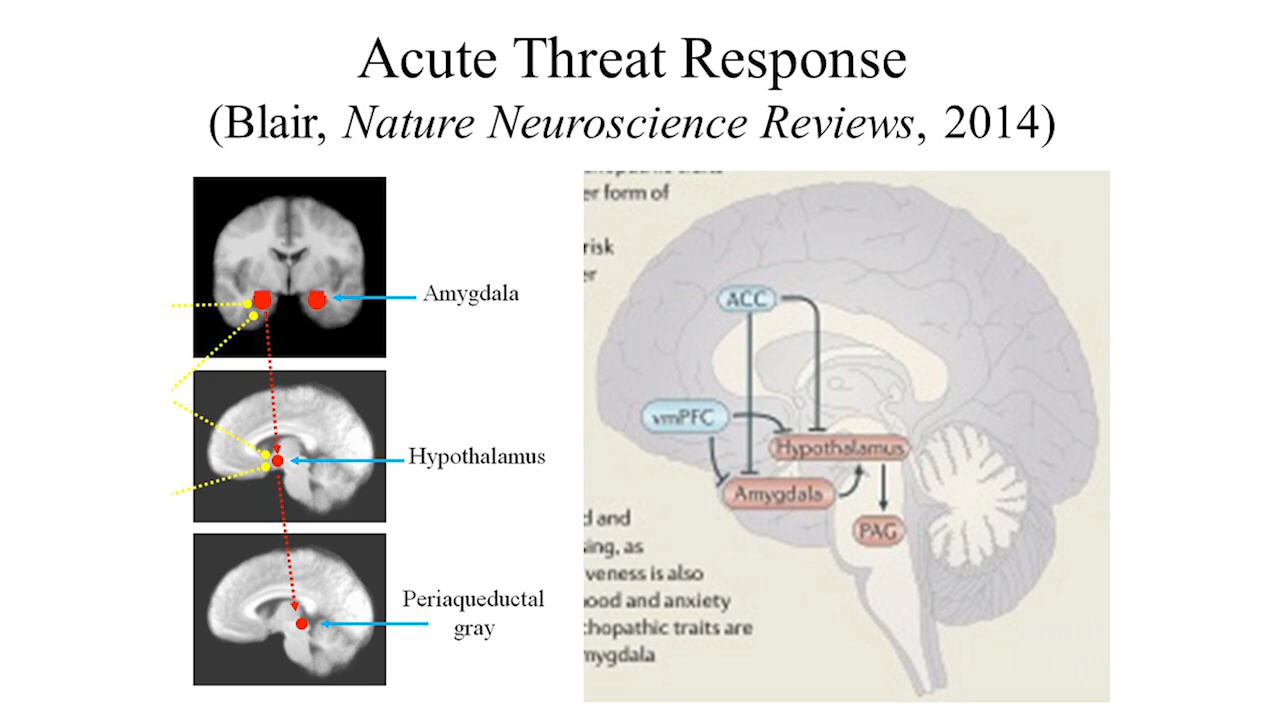 Acute Threat Response
(Blair, Nature Neuroscience Reviews, 2014)
Amygdala
Hypothalamus
Periaqueductal
gray
er form of
risk
er
ACC
vmPFC
Hypothalamus
Amygdala
PAG
d and
ing, as
veness is also
ood and anxiety
chopathic traits are
mygdala